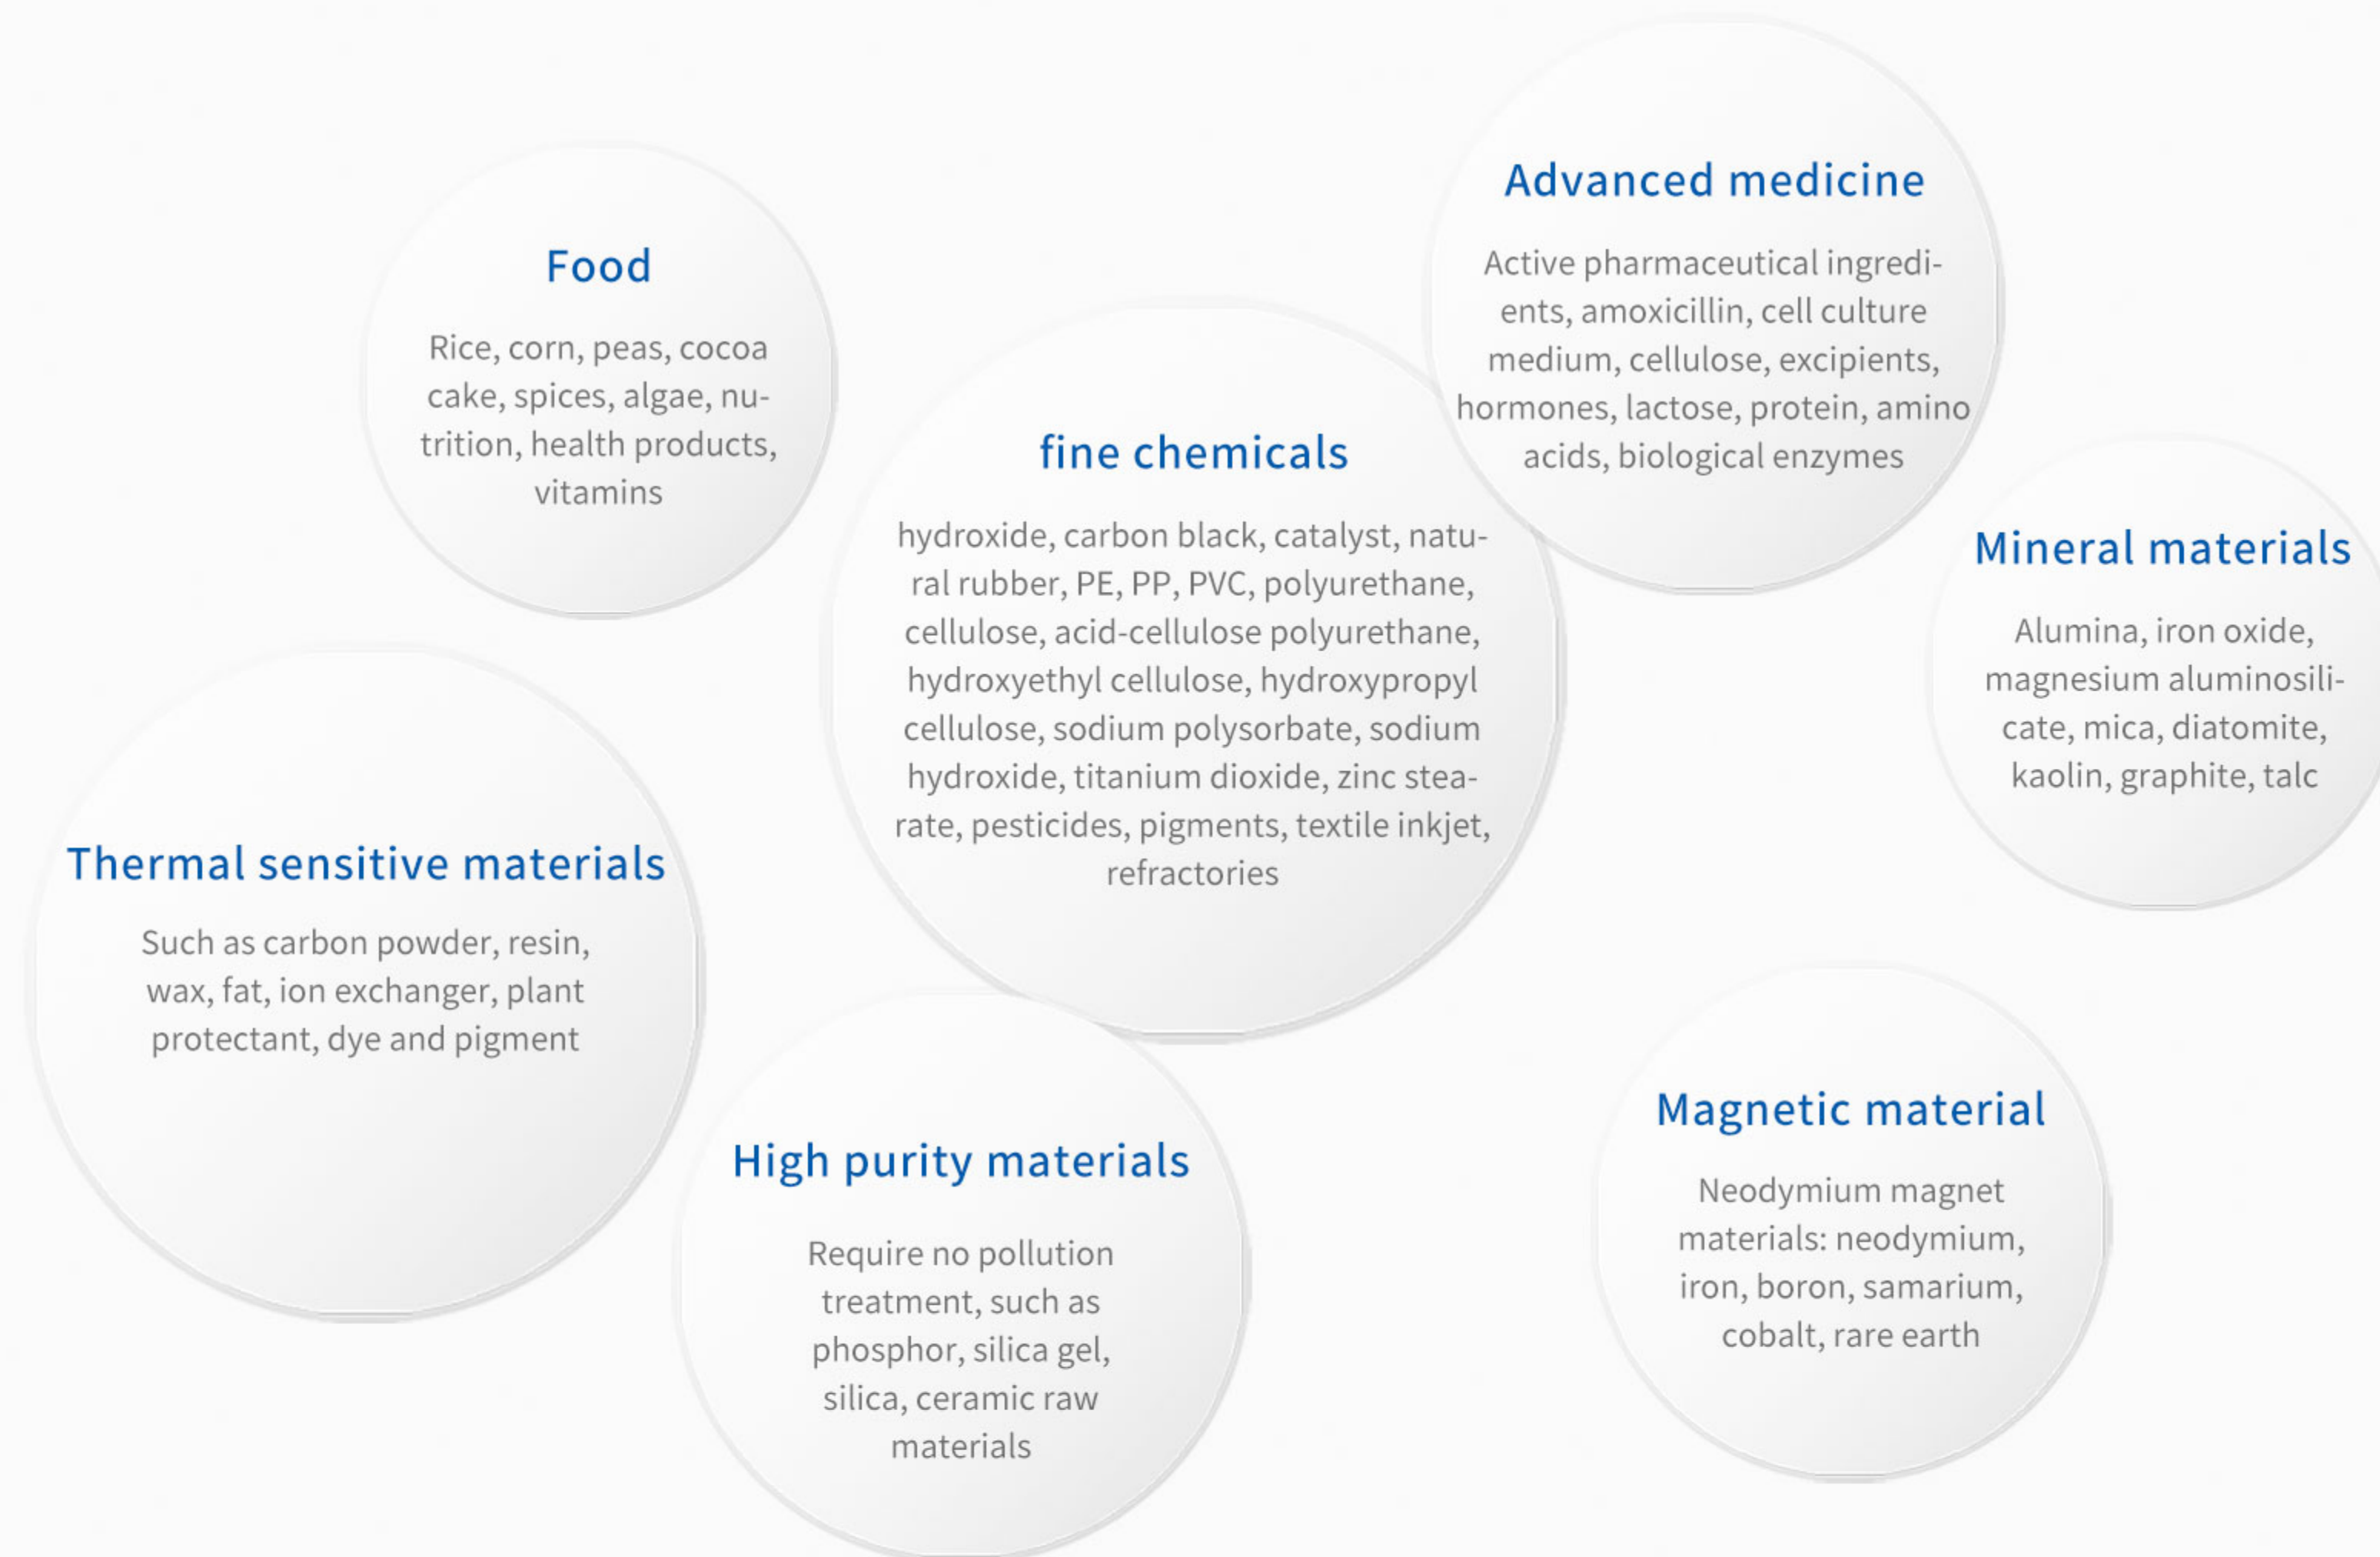 Advanced medicine
Active pharmaceutical ingredi-
ents, amoxicillin, cell culture
medium, cellulose, excipients,
hormones, lactose, protein, amino
acids, biological enzymes
Food
Rice, corn, peas, cocoa
cake, spices, algae, nu-
trition, health products,
vitamins
fine chemicals
hydroxide, carbon black, catalyst, natu-
ral rubber, PE, PP, PVC, polyurethane,
cellulose, acid-cellulose polyurethane,
hydroxyethyl cellulose, hydroxypropyl
cellulose, sodium polysorbate, sodium
hydroxide, titanium dioxide, zinc stea-
rate, pesticides, pigments, textile inkjet,
refractories
Mineral materials
Alumina, iron oxide,
magnesium aluminosili-
cate, mica, diatomite,
kaolin, graphite, talc
Thermal sensitive materials
Such as carbon powder, resin,
wax, fat, ion exchanger, plant
protectant, dye and pigment
High purity materials
Require no pollution
treatment, such as
phosphor, silica gel,
silica, ceramic raw
materials
Magnetic material
Neodymium magnet
materials: neodymium,
iron, boron, samarium,
cobalt, rare earth